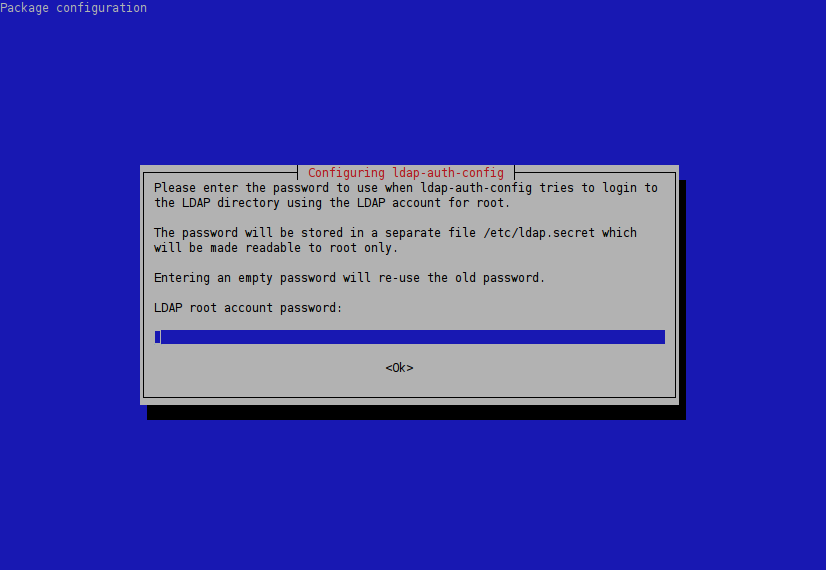 Package configuration
Configuring ldap-auth-config
Please enter the password to use when ldap-auth-config tries to login to
the LDAP directory using the LDAP account for root.
The password will be stored in a separate file /etc/ldap.secret which
will be made readable to root only.
Entering an empty password will re-use the old password.
LDAP root account password:
<Ok>